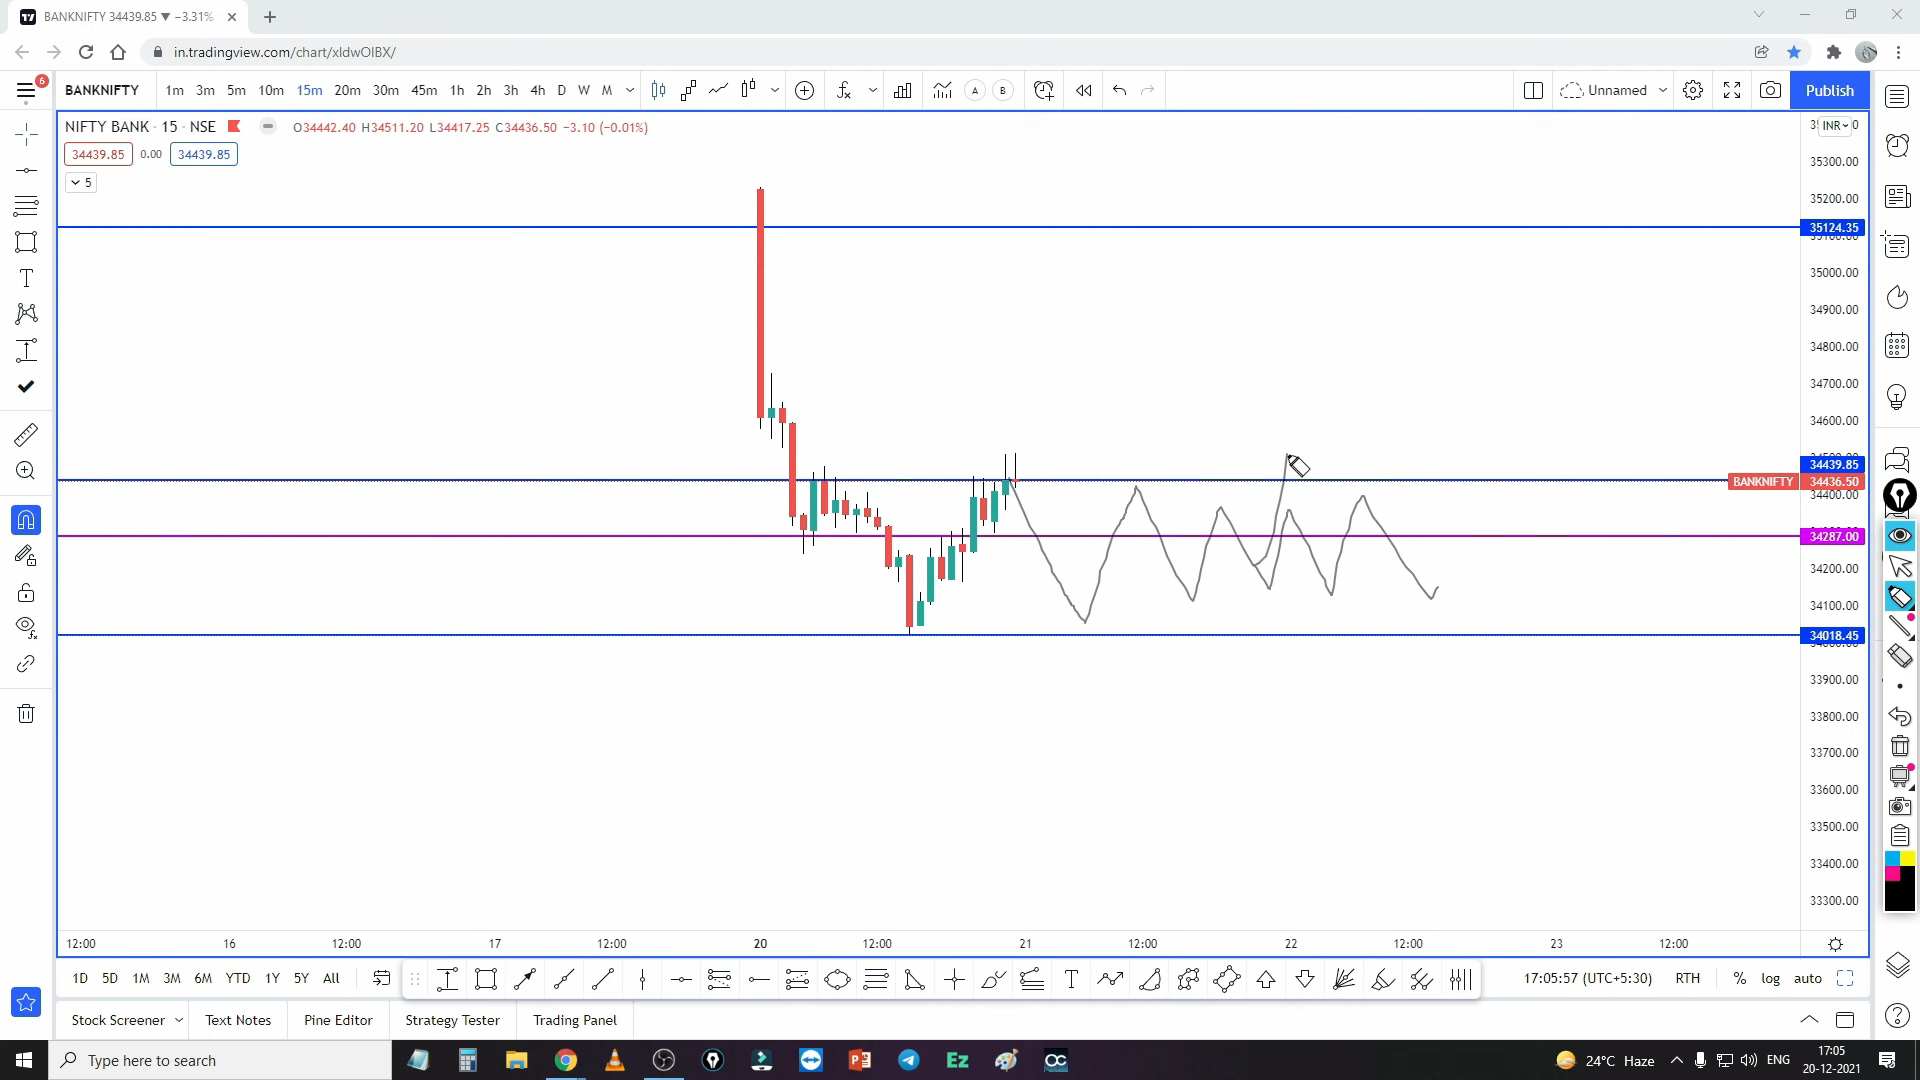 BANKNIFTY 34439.85 ▼ −3.31%
in.tradingview.com/chart/xIdwOIBX/
6
BANKNIFTY 1m 3m 5m 10m 15m 20m 30m 45m 1h 2h 3h 4h D W M A B Unnamed Publish
NIFTY BANK · 15 · NSE O34442.40 H34511.20 L34417.25 C34436.50 −3.10 (−0.01%)
34439.85 0.00 34439.85
5
INR
35300.00
35200.00
35124.35
35000.00
34900.00
34800.00
34700.00
34600.00
34439.85
BANKNIFTY 34436.50
34400.00
34287.00
34200.00
34100.00
34018.45
33900.00
33800.00
33700.00
33600.00
33500.00
33400.00
33300.00
12:00 16 12:00 17 12:00 20 12:00 21 12:00 22 12:00 23 12:00
1D 5D 1M 3M 6M YTD 1Y 5Y All 17:05:57 (UTC+5:30) RTH % log auto
Stock Screener Text Notes Pine Editor Strategy Tester Trading Panel
Type here to search Ez OC 24°C Haze ENG 17:05
20-12-2021